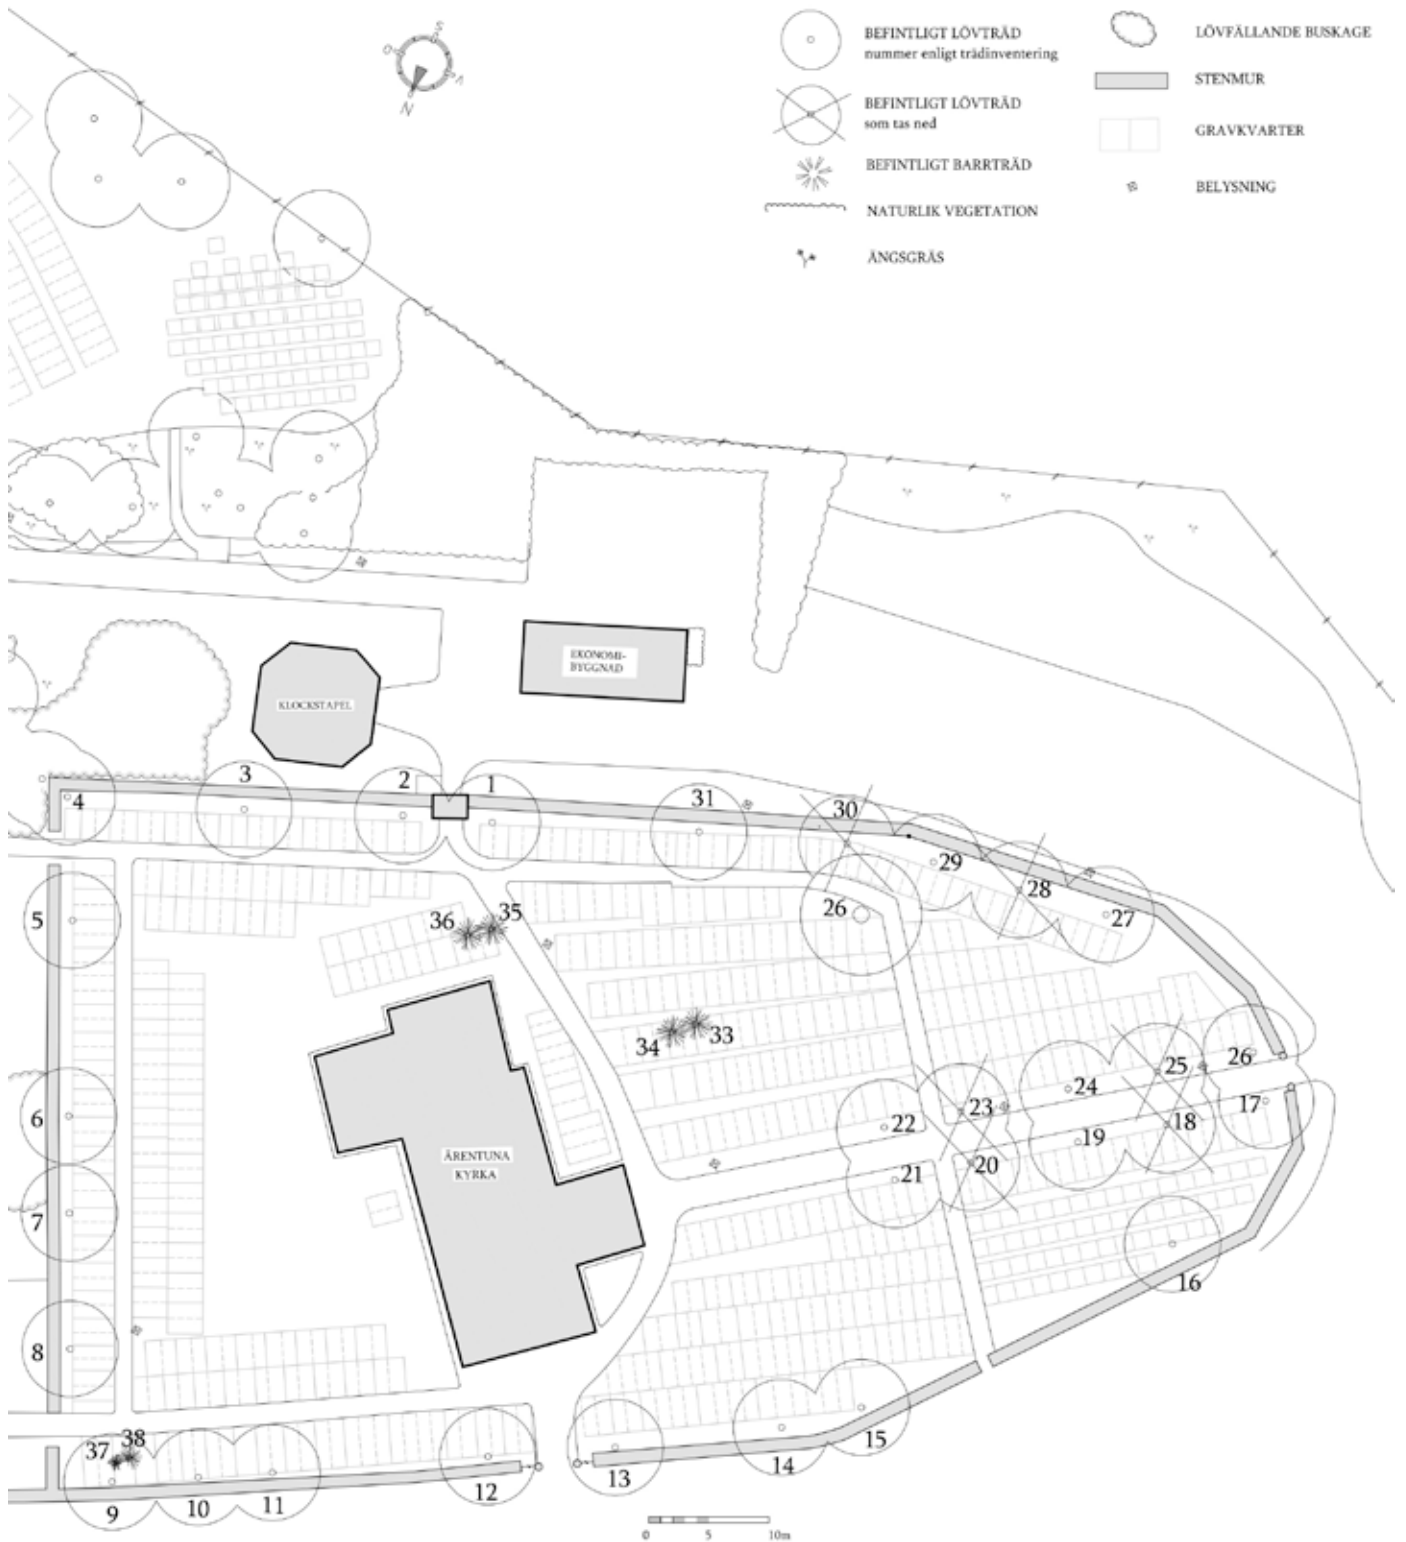 S
O
V
N
BEFINTLIGT LÖVTRÄD
nummer enligt trädinventering
BEFINTLIGT LÖVTRÄD
som tas ned
BEFINTLIGT BARRTRÄD
NATURLIK VEGETATION
ÄNGSGRÄS
LÖVFÄLLANDE BUSKAGE
STENMUR
GRAVKVARTER
BELYSNING
EKONOMI-
BYGGNAD
KLOCKSTAPEL
3
2
1
4
31
30
29
28
27
5
36
35
26
34
33
25
26
24
23
22
17
18
19
20
21
6
ÄRENTUNA
KYRKA
7
16
8
37
38
15
14
13
12
11
10
9
0
5
10m